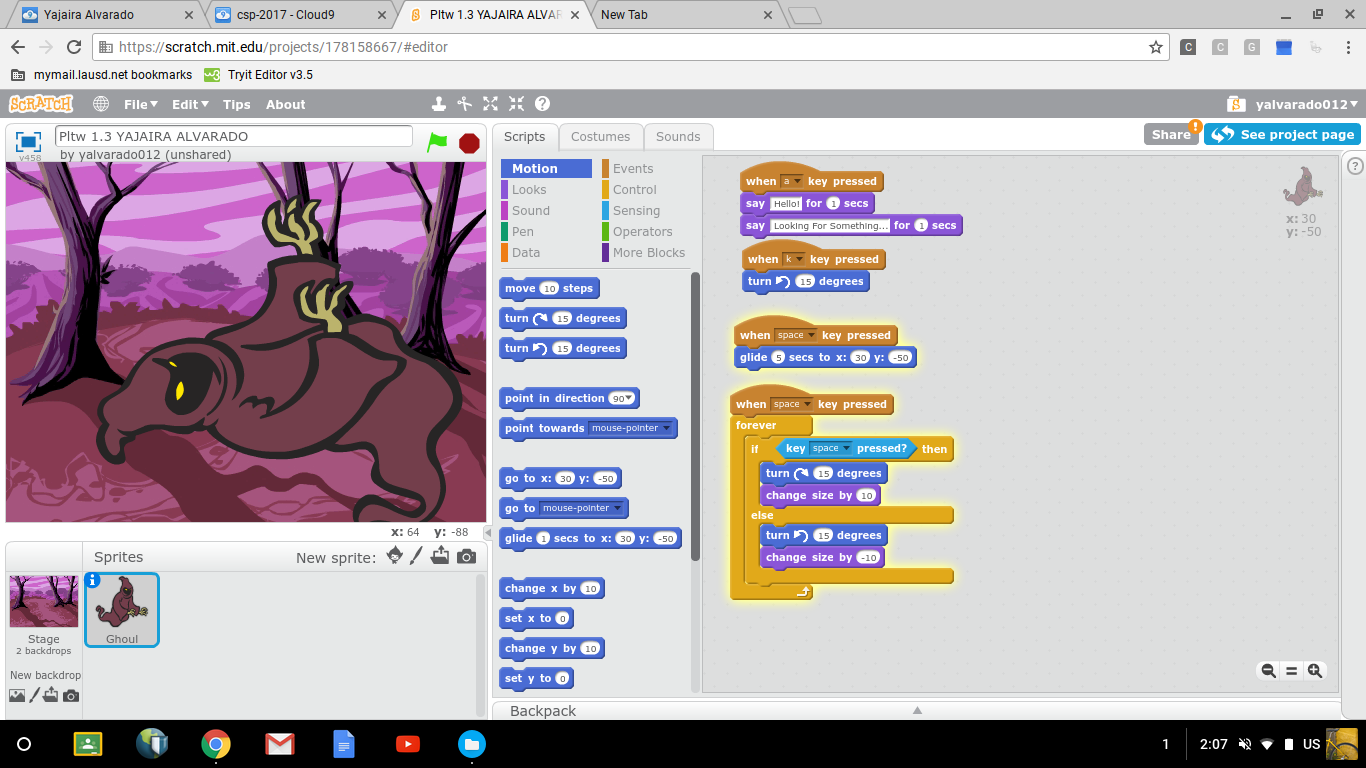 Yajaira Alvarado
csp-2017 - Cloud9
Pltw 1.3 YAJAIRA ALVAR
New Tab
https://scratch.mit.edu/projects/178158667/#editor
C C G
mymail.lausd.net bookmarks
w3 Tryit Editor v3.5
SCRATCH File Edit Tips About
yalvarado012
v458
Pltw 1.3 YAJAIRA ALVARADO
by yalvarado012 (unshared)
Scripts Costumes Sounds
Share
See project page
Motion Events
Looks Control
Sound Sensing
Pen Operators
Data More Blocks
move 10 steps
turn 15 degrees
turn 15 degrees
point in direction 90
point towards mouse-pointer
go to x: 30 y: -50
go to mouse-pointer
glide 1 secs to x: 30 y: -50
change x by 10
set x to 0
change y by 10
set y to 0
when a key pressed
say Hello! for 1 secs
say Looking For Something... for 1 secs
when k key pressed
turn 15 degrees
when space key pressed
glide 5 secs to x: 30 y: -50
when space key pressed
forever
if key space pressed? then
turn 15 degrees
change size by 10
else
turn 15 degrees
change size by -10
x: 30
y: -50
x: 64 y: -88
Sprites New sprite:
Stage
2 backdrops
New backdrop
Ghoul
Backpack
1 2:07 US